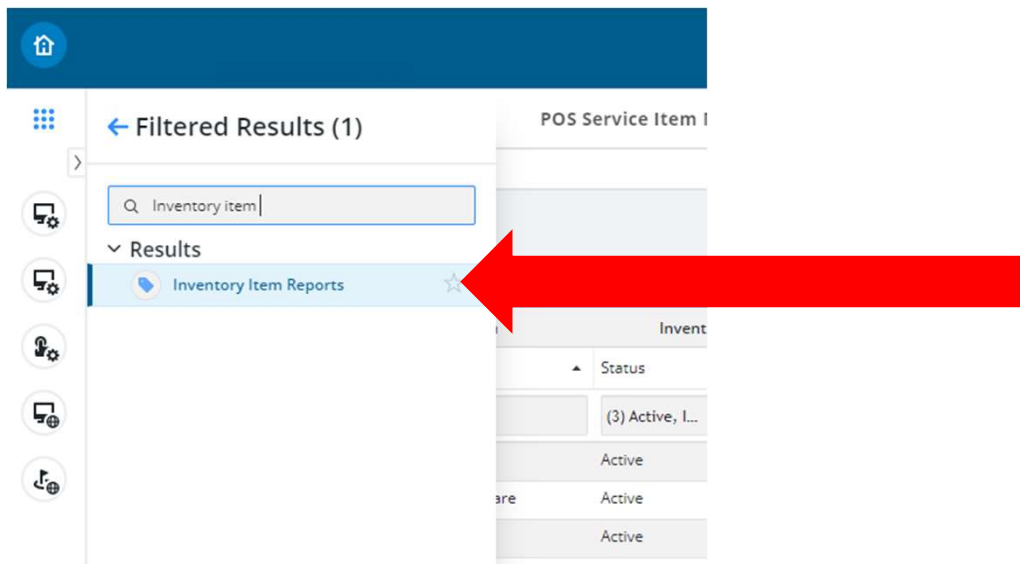 Filtered Results (1)
POS Service Item
Inventory item
Results
Inventory Item Reports
Invent
Status
(3) Active, I...
Active
are
Active
Active